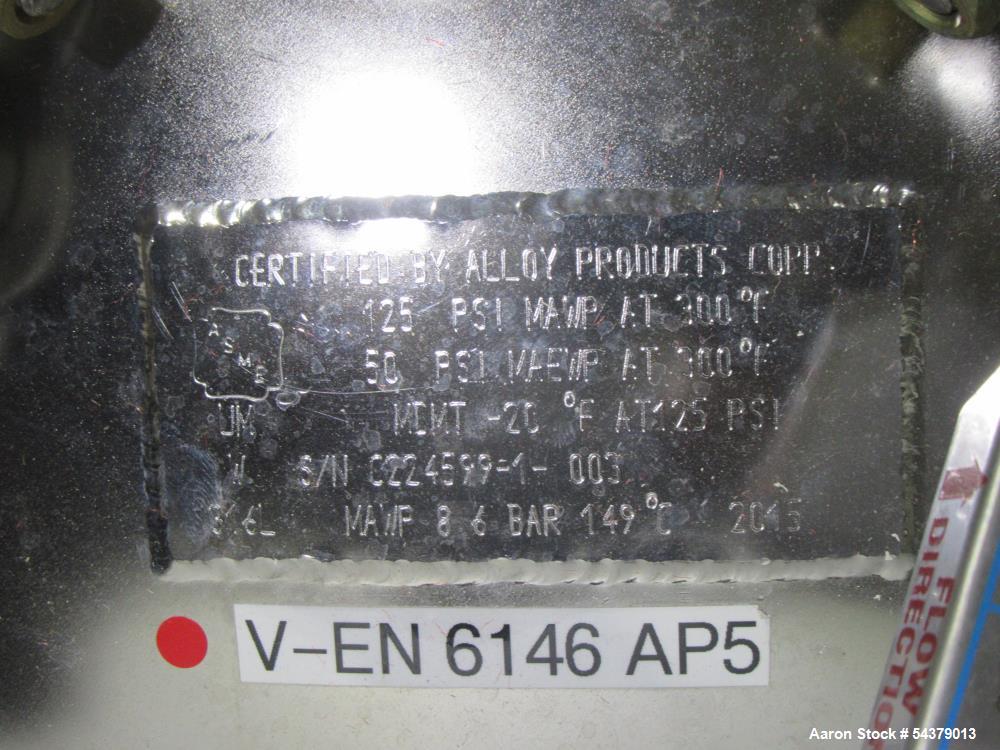 CERTIFIED BY ALLOY PRODUCTS CORP.
125 PSI MAWP AT 300°F
ASME
50 PSI MAEWP AT 300°F
UM MDMT -20 °F AT 125 PSI
W S/N C224599-1- 003
316L MAWP 8.6 BAR 149°C 2015
V-EN 6146 AP5
FLOW
DIRECTION
Aaron Stock # 54379013